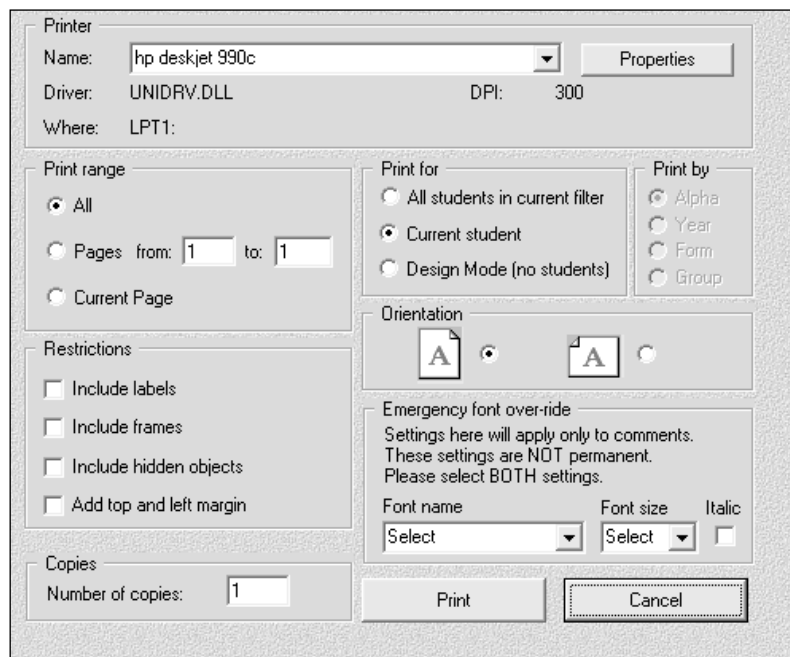 Printer
Name: hp deskjet 990c Properties
Driver: UNIDRV.DLL DPI: 300
Where: LPT1:
Print range
All
Pages from: 1 to: 1
Current Page
Print for
All students in current filter
Current student
Design Mode (no students)
Print by
Alpha
Year
Form
Group
Orientation
A A
Restrictions
Include labels
Include frames
Include hidden objects
Add top and left margin
Emergency font over-ride
Settings here will apply only to comments.
These settings are NOT permanent.
Please select BOTH settings.
Font name Font size Italic
Select Select
Copies
Number of copies: 1
Print Cancel